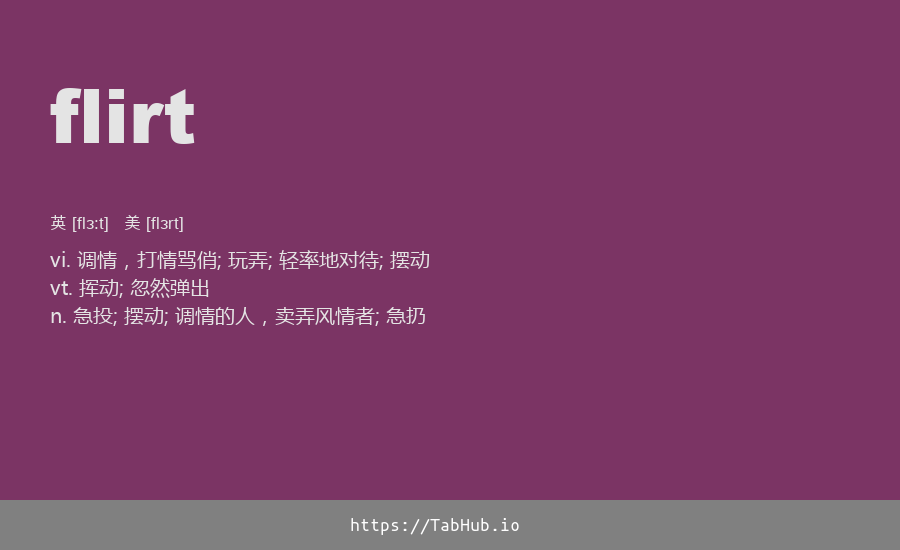 flirt
英 [flɜːt] 美 [flɜrt]
vi. 调情，打情骂俏; 玩弄; 轻率地对待; 摆动
vt. 挥动; 忽然弹出
n. 急投; 摆动; 调情的人，卖弄风情者; 急扔
https://TabHub.io